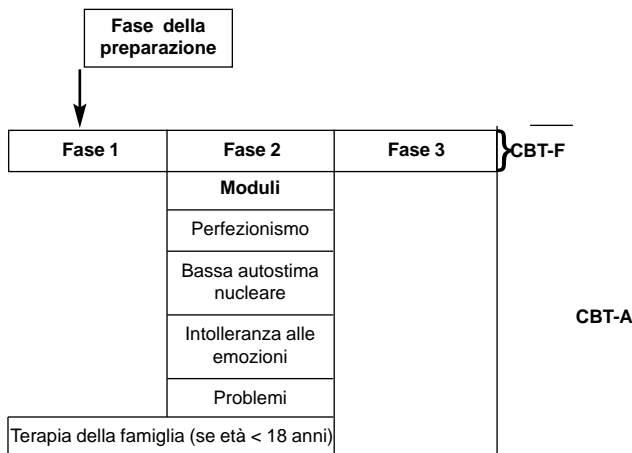 Fase della
preparazione
Fase 1 Fase 2 Fase 3 CBT-F
Moduli
Perfezionismo
Bassa autostima
nucleare
Intolleranza alle
emozioni
CBT-A
Problemi
Terapia della famiglia (se età < 18 anni)